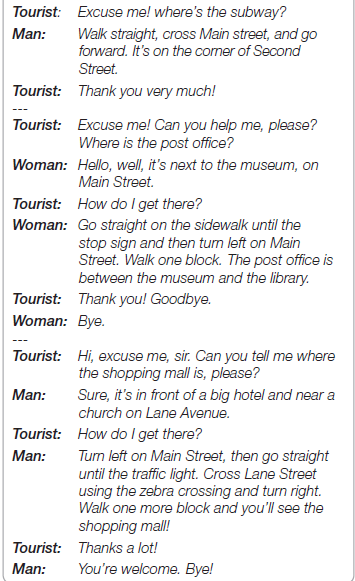 Tourist: Excuse me! where's the subway?
Man: Walk straight, cross Main street, and go
forward. It's on the corner of Second
Street.
Tourist: Thank you very much!
---
Tourist: Excuse me! Can you help me, please?
Where is the post office?
Woman: Hello, well, it's next to the museum, on
Main Street.
Tourist: How do I get there?
Woman: Go straight on the sidewalk until the
stop sign and then turn left on Main
Street. Walk one block. The post office is
between the museum and the library.
Tourist: Thank you! Goodbye.
Woman: Bye.
---
Tourist: Hi, excuse me, sir. Can you tell me where
the shopping mall is, please?
Man: Sure, it's in front of a big hotel and near a
church on Lane Avenue.
Tourist: How do I get there?
Man: Turn left on Main Street, then go straight
until the traffic light. Cross Lane Street
using the zebra crossing and turn right.
Walk one more block and you'll see the
shopping mall!
Tourist: Thanks a lot!
Man: You're welcome. Bye!